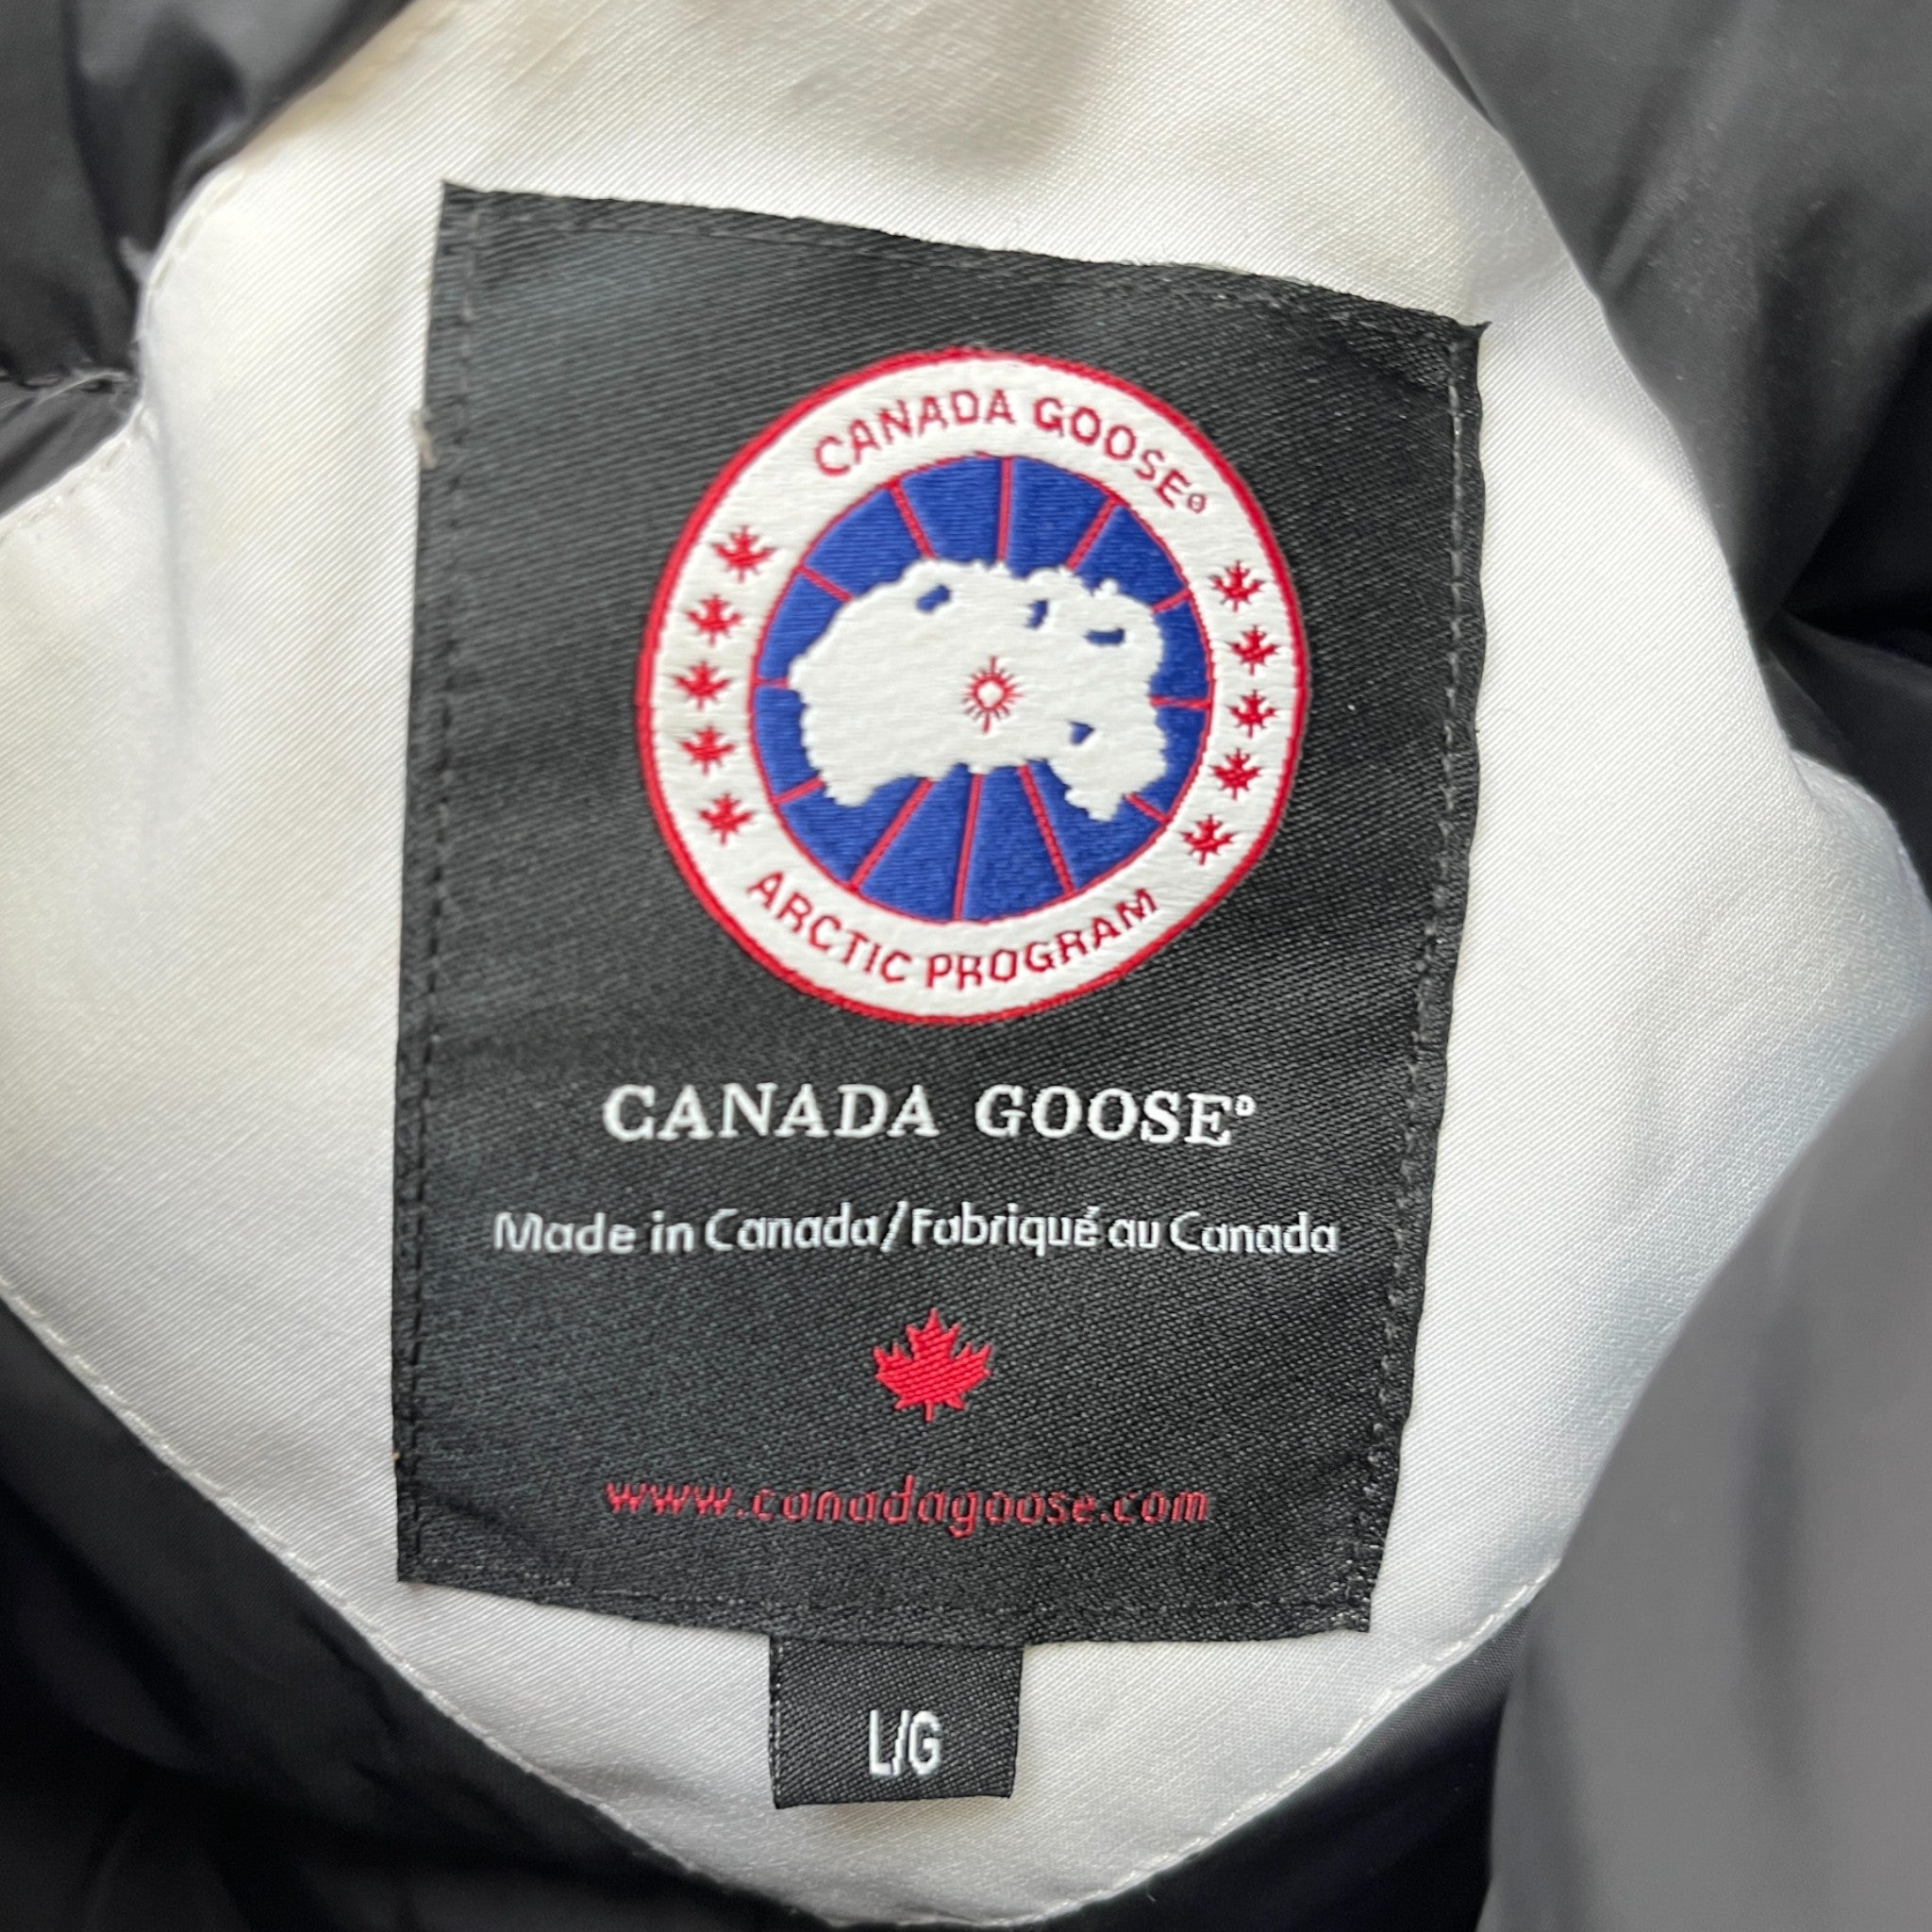 CANADA GOOSE®
ARCTIC PROGRAM
CANADA GOOSE®
Made in Canada/Fabriqué au Canada
www.canadagoose.com
L/G